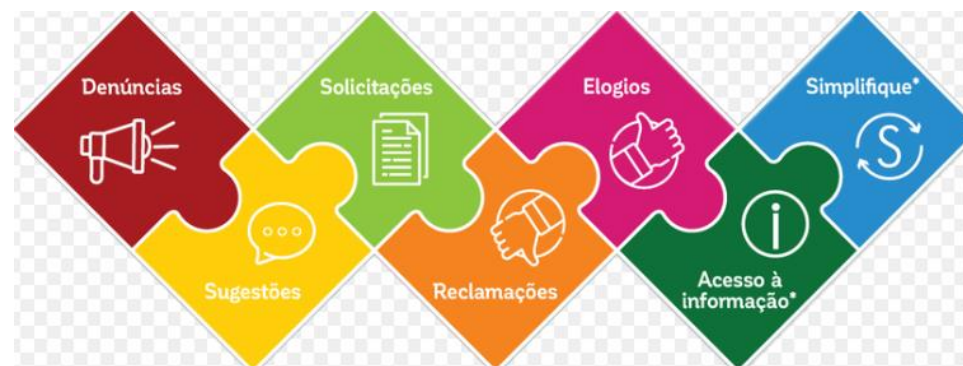 Denúncias
Solicitações
Elogios
Simplifique*
Sugestões
Reclamações
Acesso à
informação*